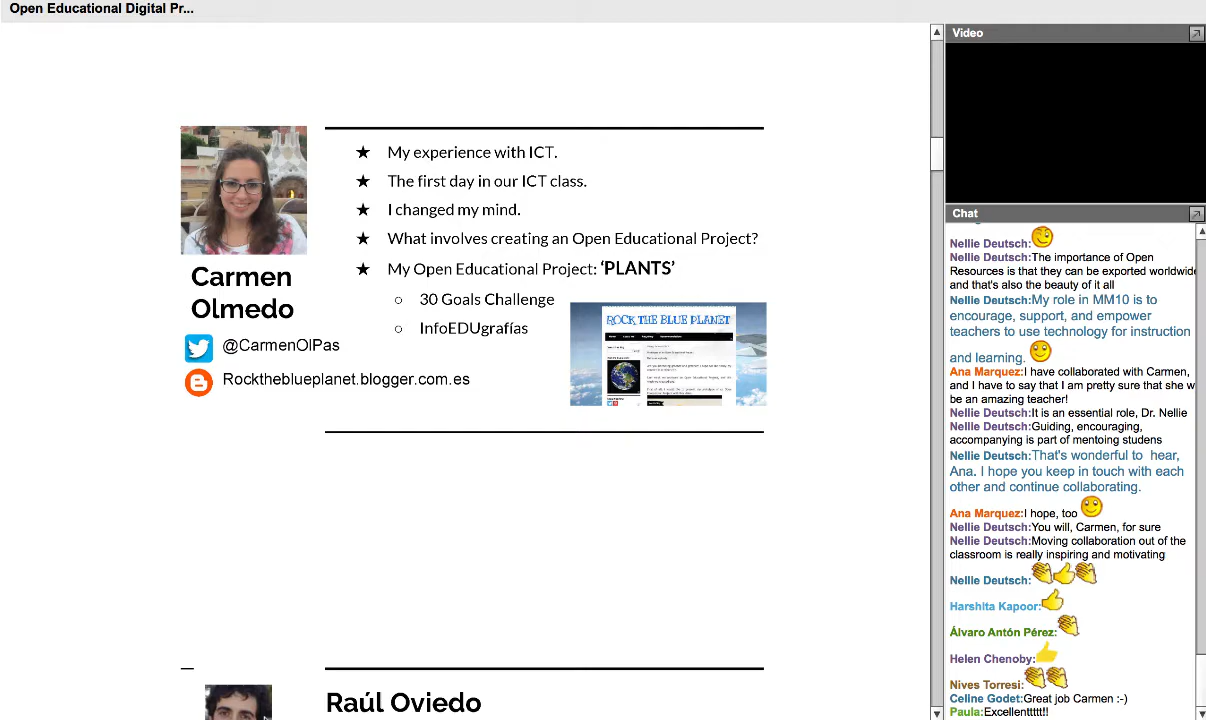 Open Educational Digital Pr...
My experience with ICT.
The first day in our ICT class.
I changed my mind.
What involves creating an Open Educational Project?
My Open Educational Project: ‘PLANTS’
30 Goals Challenge
InfoEDUgrafías
Carmen
Olmedo
@CarmenOlPas
Rocktheblueplanet.blogger.com.es
ROCK THE BLUE PLANET
Raúl Oviedo
Video
Chat
Nellie Deutsch:
Nellie Deutsch:The importance of Open
Resources is that they can be exported worldwide
and that's also the beauty of it all
Nellie Deutsch:My role in MM10 is to
encourage, support, and empower
teachers to use technology for instruction
and learning.
Ana Marquez:I have collaborated with Carmen,
and I have to say that I am pretty sure that she w
be an amazing teacher!
Nellie Deutsch:It is an essential role, Dr. Nellie
Nellie Deutsch:Guiding, encouraging,
accompanying is part of mentoing studens
Nellie Deutsch:That's wonderful to hear,
Ana. I hope you keep in touch with each
other and continue collaborating.
Ana Marquez:I hope, too
Nellie Deutsch:You will, Carmen, for sure
Nellie Deutsch:Moving collaboration out of the
classroom is really inspiring and motivating
Nellie Deutsch:
Harshita Kapoor:
Álvaro Antón Pérez:
Helen Chenoby:
Nives Torresi:
Celine Godet:Great job Carmen :-)
Paula:Excellenttttt!!